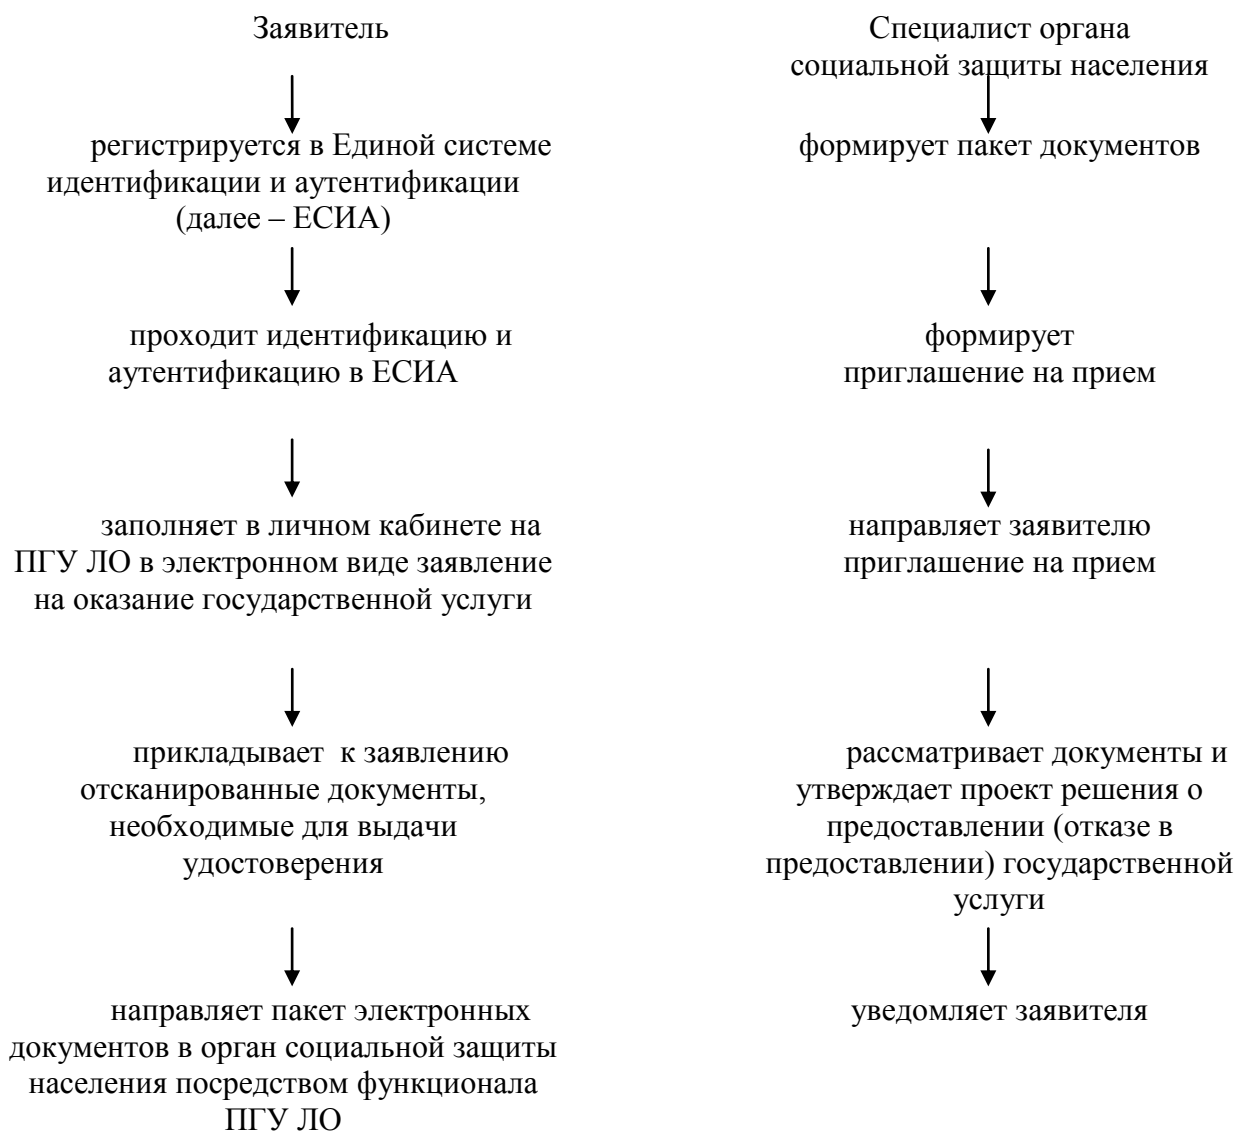 Заявитель
регистрируется в Единой системе
идентификации и аутентификации
(далее – ЕСИА)
проходит идентификацию и
аутентификацию в ЕСИА
заполняет в личном кабинете на
ПГУ ЛО в электронном виде заявление
на оказание государственной услуги
прикладывает  к заявлению
отсканированные документы,
необходимые для выдачи
удостоверения
направляет пакет электронных
документов в орган социальной защиты
населения посредством функционала
ПГУ ЛО
Специалист органа
социальной защиты населения
формирует пакет документов
формирует
приглашение на прием
направляет заявителю
приглашение на прием
рассматривает документы и
утверждает проект решения о
предоставлении (отказе в
предоставлении) государственной
услуги
уведомляет заявителя